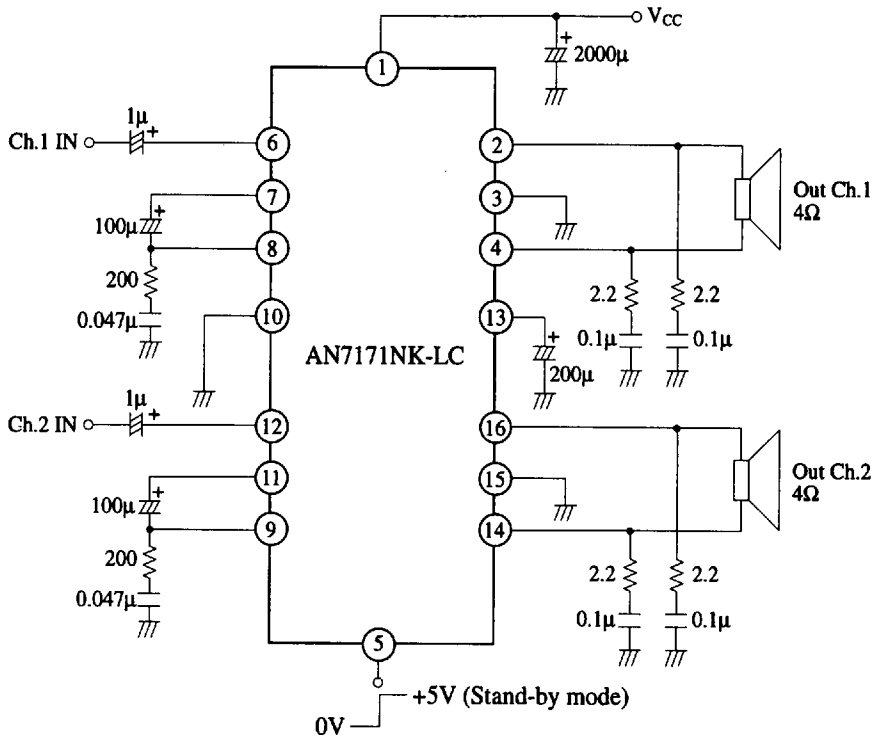 V_CC
+
2000µ
1
1µ
Ch.1 IN
+
6
2
7
3
Out Ch.1
4Ω
+
100µ
8
4
200
2.2
2.2
0.047µ
10
13
0.1µ
0.1µ
+
AN7171NK-LC
200µ
1µ
Ch.2 IN
+
12
16
11
15
Out Ch.2
4Ω
+
100µ
9
14
200
2.2
2.2
0.047µ
0.1µ
0.1µ
5
+5V (Stand-by mode)
0V